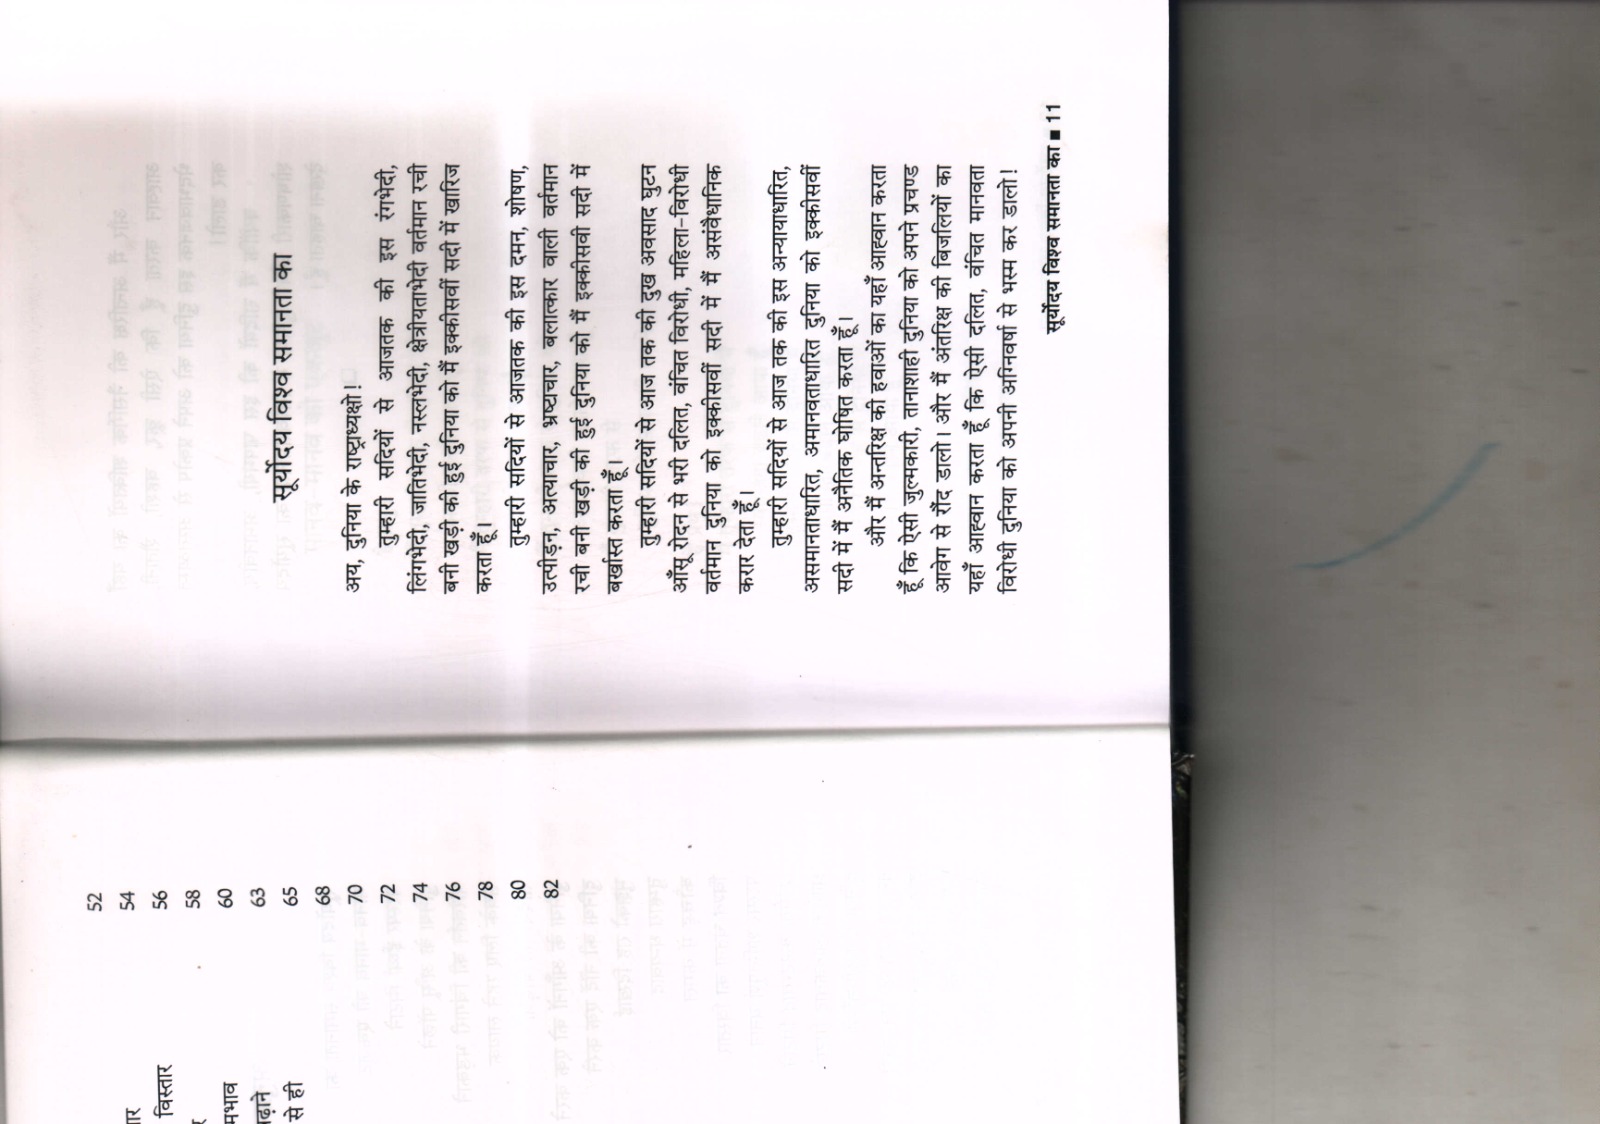 सूर्योदय विश्व समानता का
अय, दुनिया के राष्ट्राध्यक्षो!
तुम्हारी सदियों से आजतक की इस रंगभेदी,
लिंगभेदी, जातिभेदी, नस्लभेदी, क्षेत्रीयताभेदी वर्तमान रची
बनी खड़ी की हुई दुनिया को मैं इक्कीसवीं सदी में खारिज
करता हूँ।
तुम्हारी सदियों से आजतक की इस दमन, शोषण,
उत्पीड़न, अत्याचार, भ्रष्टाचार, बलात्कार वाली वर्तमान
रची बनी खड़ी की हुई दुनिया को मैं इक्कीसवी सदी में
बर्खास्त करता हूँ।
तुम्हारी सदियों से आज तक की दुख अवसाद घुटन
आँसू रोदन से भरी दलित, वंचित विरोधी, महिला-विरोधी
वर्तमान दुनिया को इक्कीसवीं सदी में मैं असंवैधानिक
करार देता हूँ।
तुम्हारी सदियों से आज तक की इस अन्यायाधारित,
असमानताधारित, अमानवताधारित दुनिया को इक्कीसवीं
सदी में मैं अनैतिक घोषित करता हूँ।
और मैं अन्तरिक्ष की हवाओं का यहाँ आह्वान करता
हूँ कि ऐसी जुल्मकारी, तानाशाही दुनिया को अपने प्रचण्ड
आवेग से रौंद डालो। और मैं अंतरिक्ष की बिजलियों का
यहाँ आह्वान करता हूँ कि ऐसी दलित, वंचित मानवता
विरोधी दुनिया को अपनी अग्निवर्षा से भस्म कर डालो!
सूर्योदय विश्व समानता का ■ 11
52
54
विस्तार 56
58
60
63
से ही 65
68
70
72
74
76
78
80
82